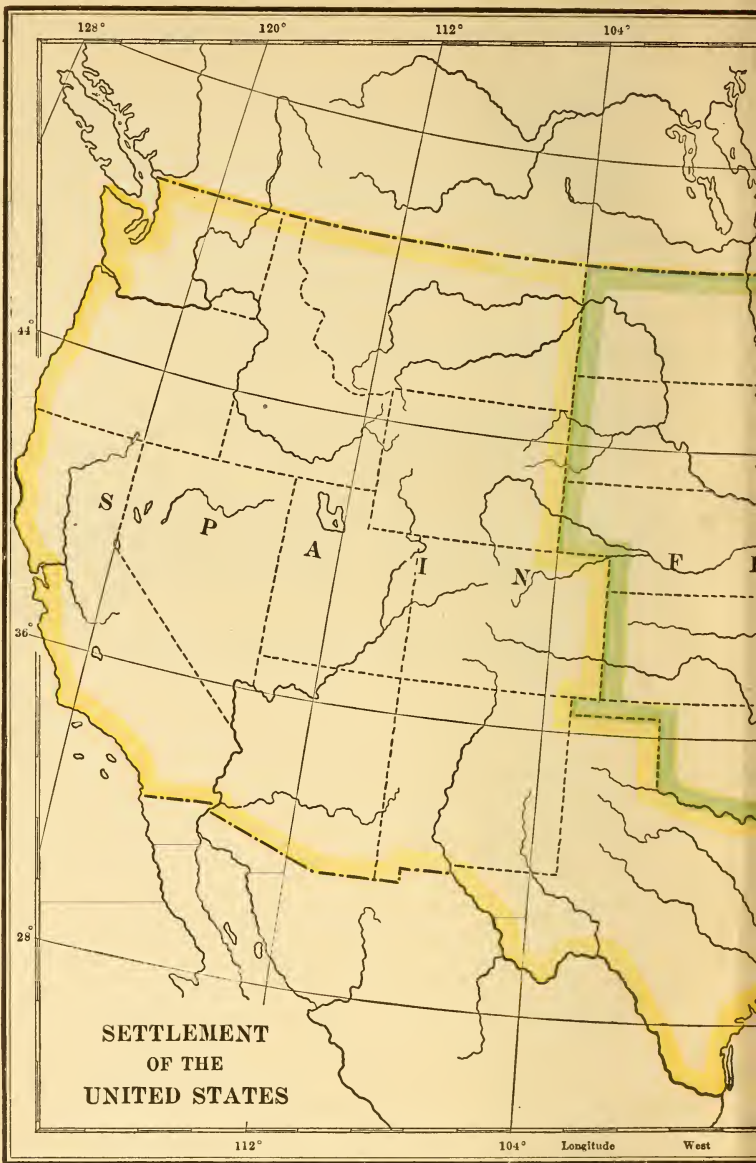 128° 120° 112° 104°
44°
S P A I N F
36°
28°
SETTLEMENT
OF THE
UNITED STATES
112° 104° Longitude West